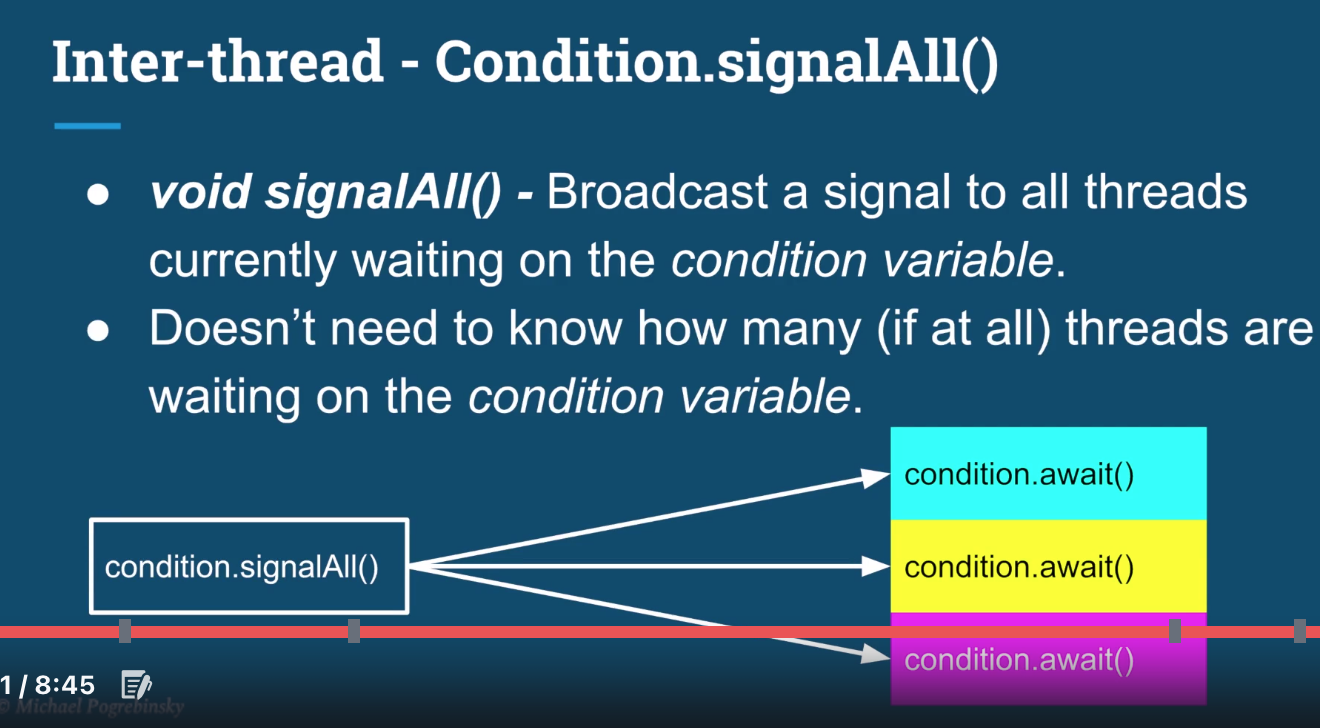 Inter-thread - Condition.signalAll()
● void signalAll() - Broadcast a signal to all threads
currently waiting on the condition variable.
● Doesn’t need to know how many (if at all) threads are
waiting on the condition variable.
condition.signalAll()
condition.await()
condition.await()
condition.await()
1 / 8:45
© Michael Pogrebinsky